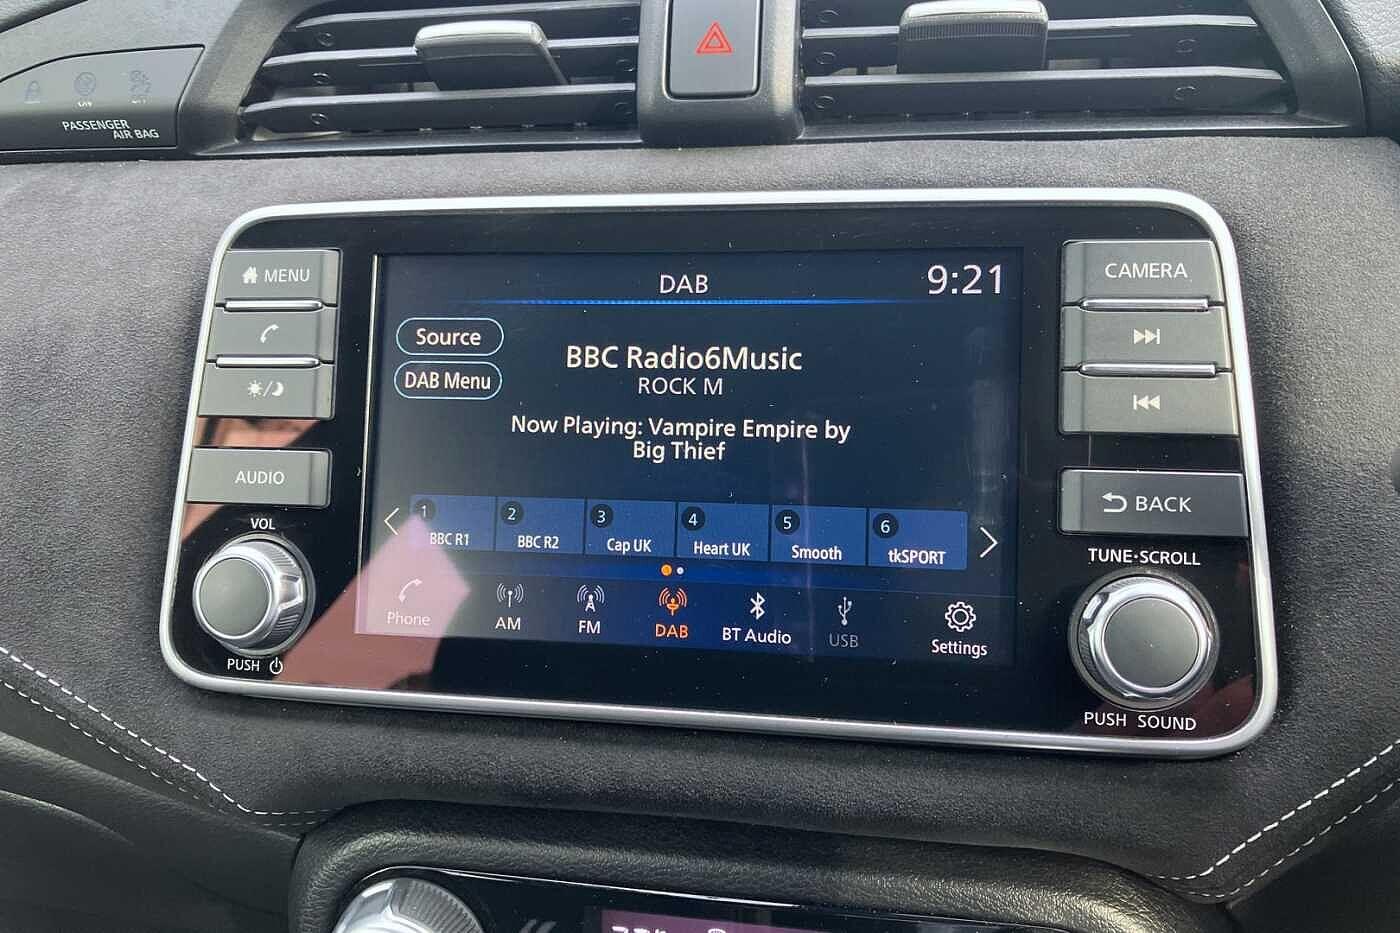 ON
OFF
PASSENGER
AIR BAG
MENU
AUDIO
VOL
PUSH
DAB
9:21
Source
DAB Menu
BBC Radio6Music
ROCK M
Now Playing: Vampire Empire by
Big Thief
1 BBC R1
2 BBC R2
3 Cap UK
4 Heart UK
5 Smooth
6 tkSPORT
Phone
AM
FM
DAB
BT Audio
USB
Settings
CAMERA
BACK
TUNE·SCROLL
PUSH SOUND